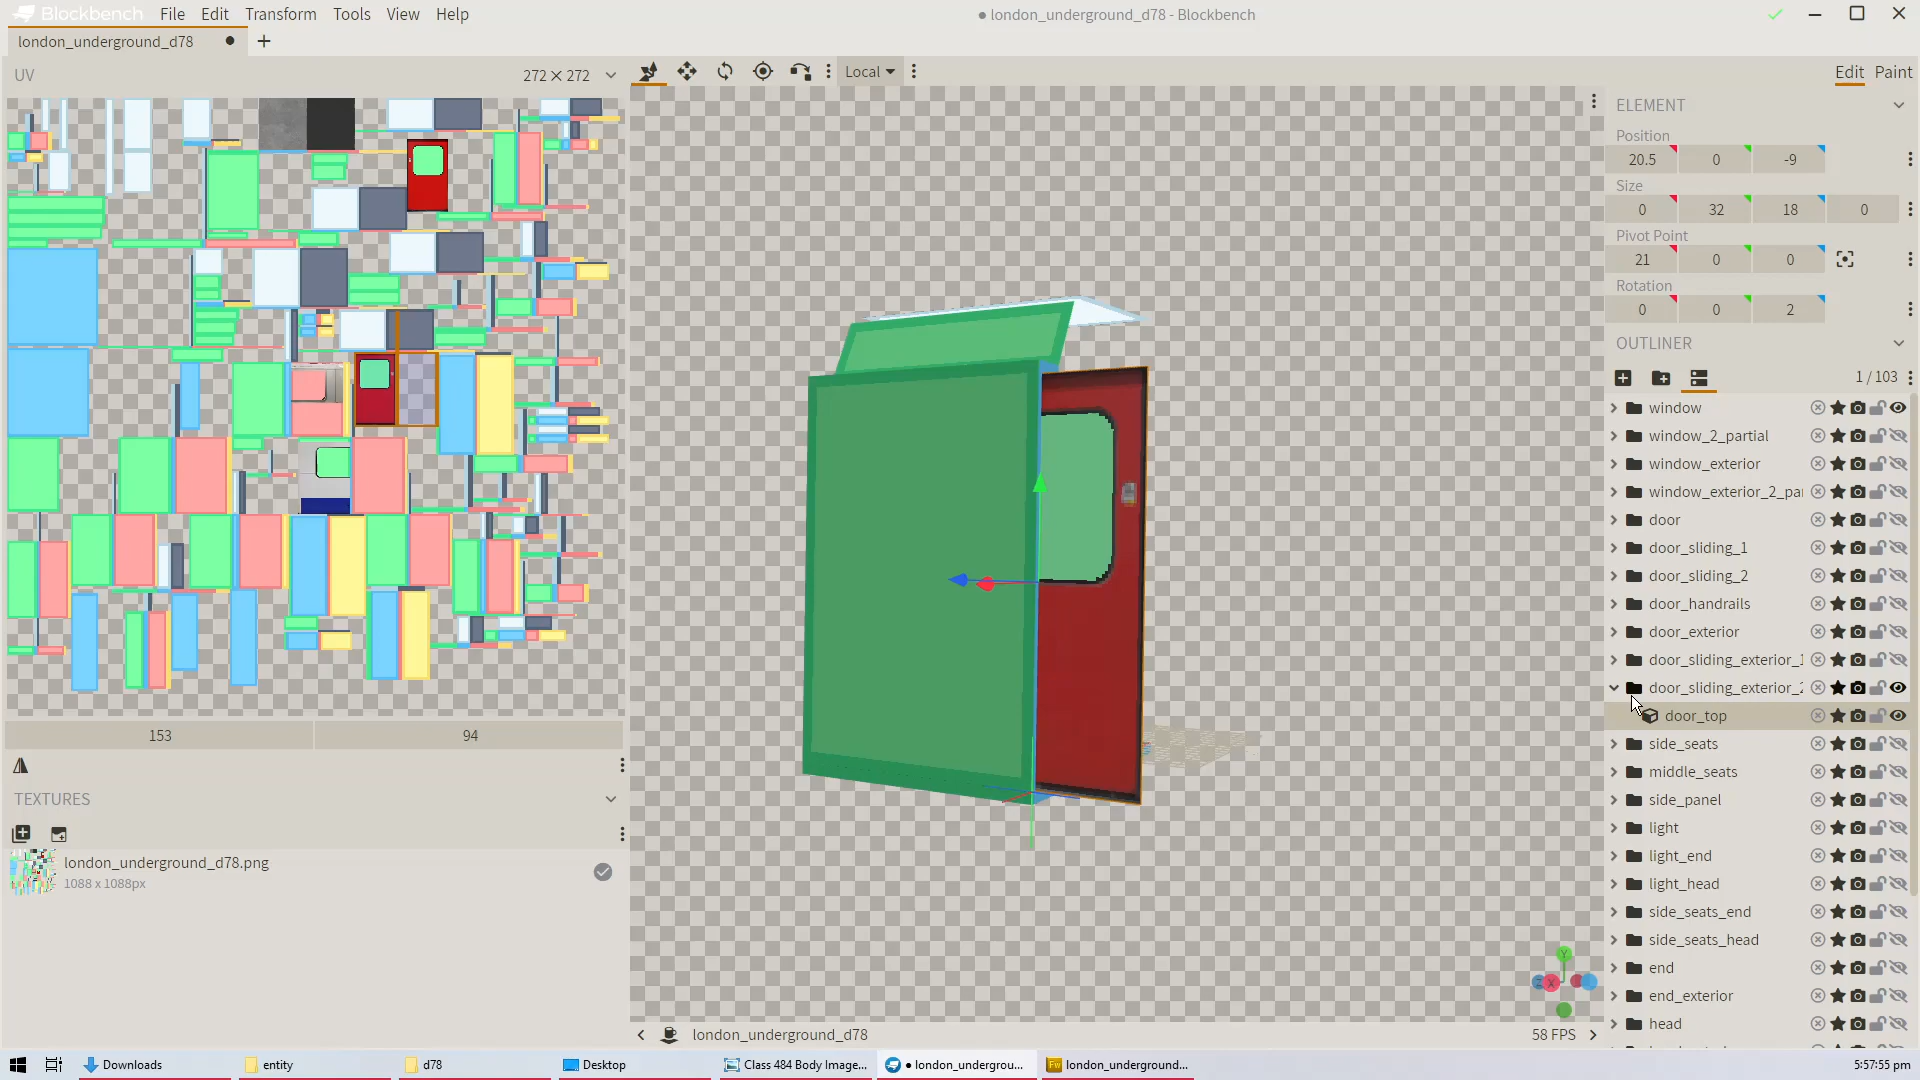 Blockbench File Edit Transform Tools View Help
london_underground_d78 - Blockbench
london_underground_d78
UV
272 × 272
Local
Edit Paint
ELEMENT
Position
20.5 0 -9
Size
0 32 18 0
Pivot Point
21 0 0
Rotation
0 0 2
OUTLINER
1 / 103
window
window_2_partial
window_exterior
window_exterior_2_pa
door
door_sliding_1
door_sliding_2
door_handrails
door_exterior
door_sliding_exterior_1
door_sliding_exterior_2
door_top
side_seats
middle_seats
side_panel
light
light_end
light_head
side_seats_end
side_seats_head
end
end_exterior
head
153 94
TEXTURES
london_underground_d78.png
1088 x 1088px
Y
X
Z
london_underground_d78
58 FPS
Downloads
entity
d78
Desktop
Class 484 Body Image...
london_undergrou...
london_underground...
5:57:55 pm